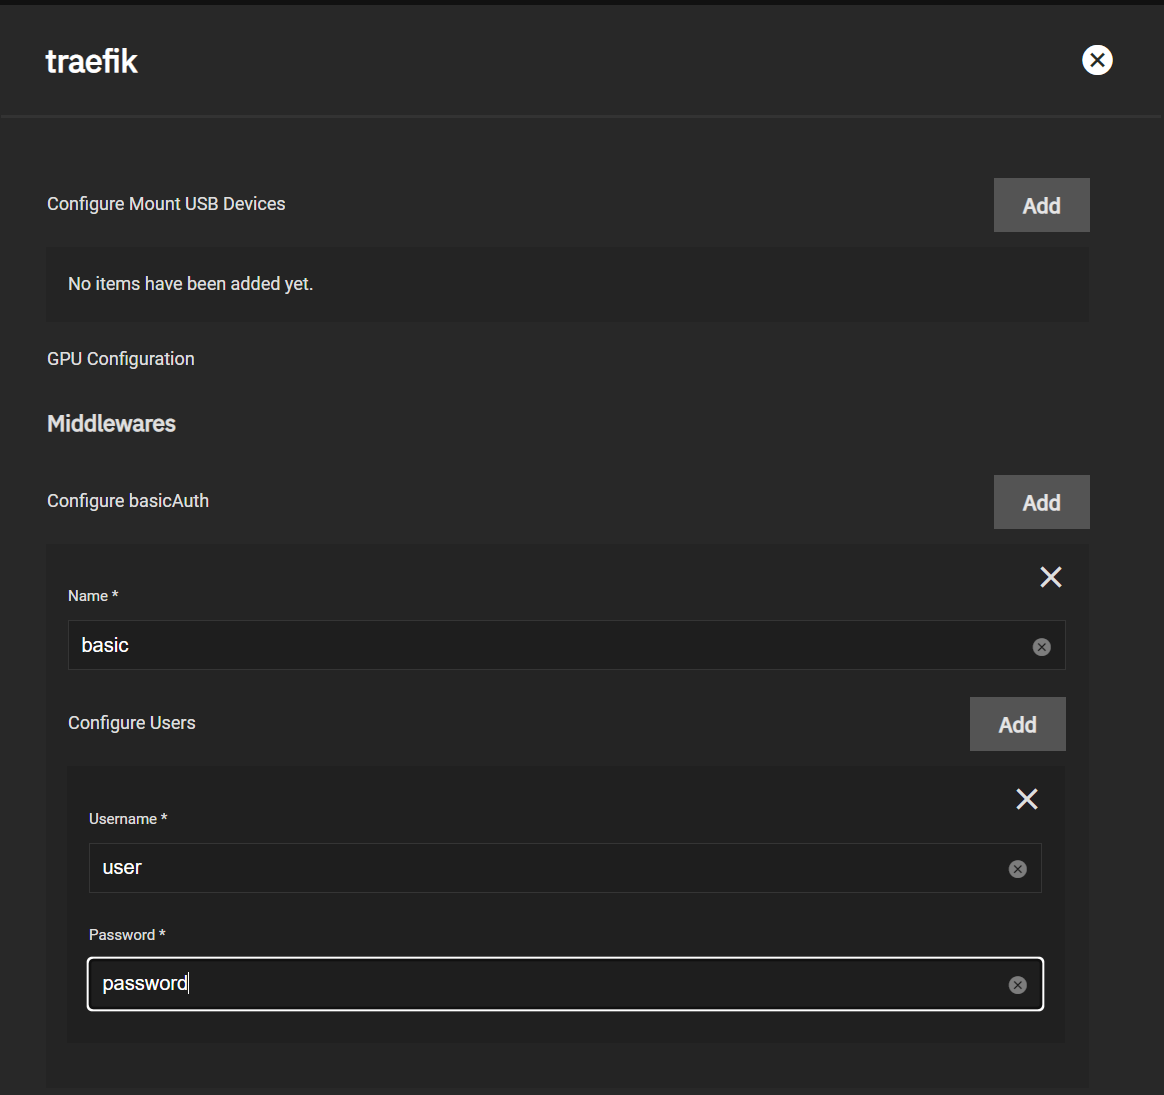 traefik
Configure Mount USB Devices
Add
No items have been added yet.
GPU Configuration
Middlewares
Configure basicAuth
Add
Name *
basic
Configure Users
Add
Username *
user
Password *
password